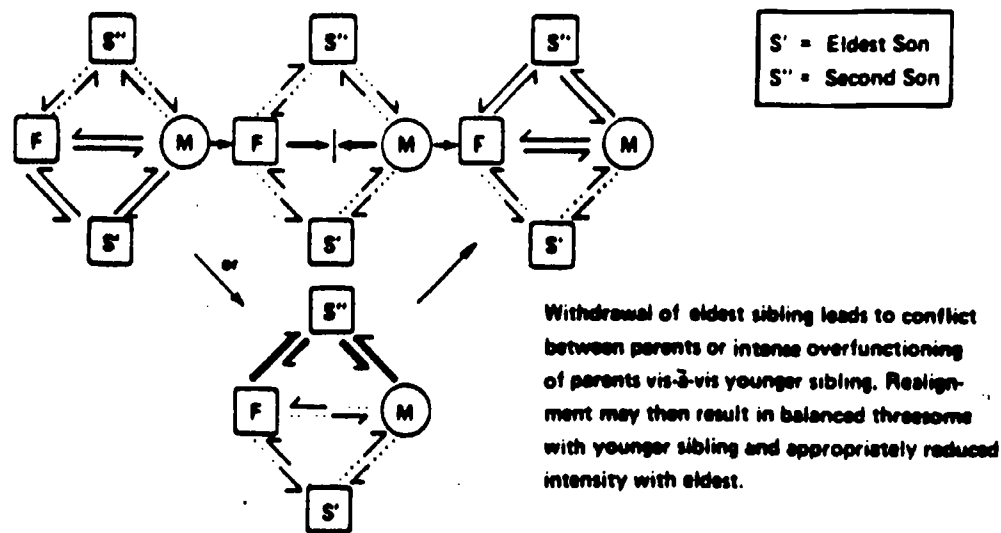 S' = Eldest Son
S'' = Second Son
S'' S'' S''
F M F M F M
S' S' S'
or
S''
F M
S'
Withdrawal of eldest sibling leads to conflict
between parents or intense overfunctioning
of parents vis-à-vis younger sibling. Realign-
ment may then result in balanced threesome
with younger sibling and appropriately reduced
intensity with eldest.